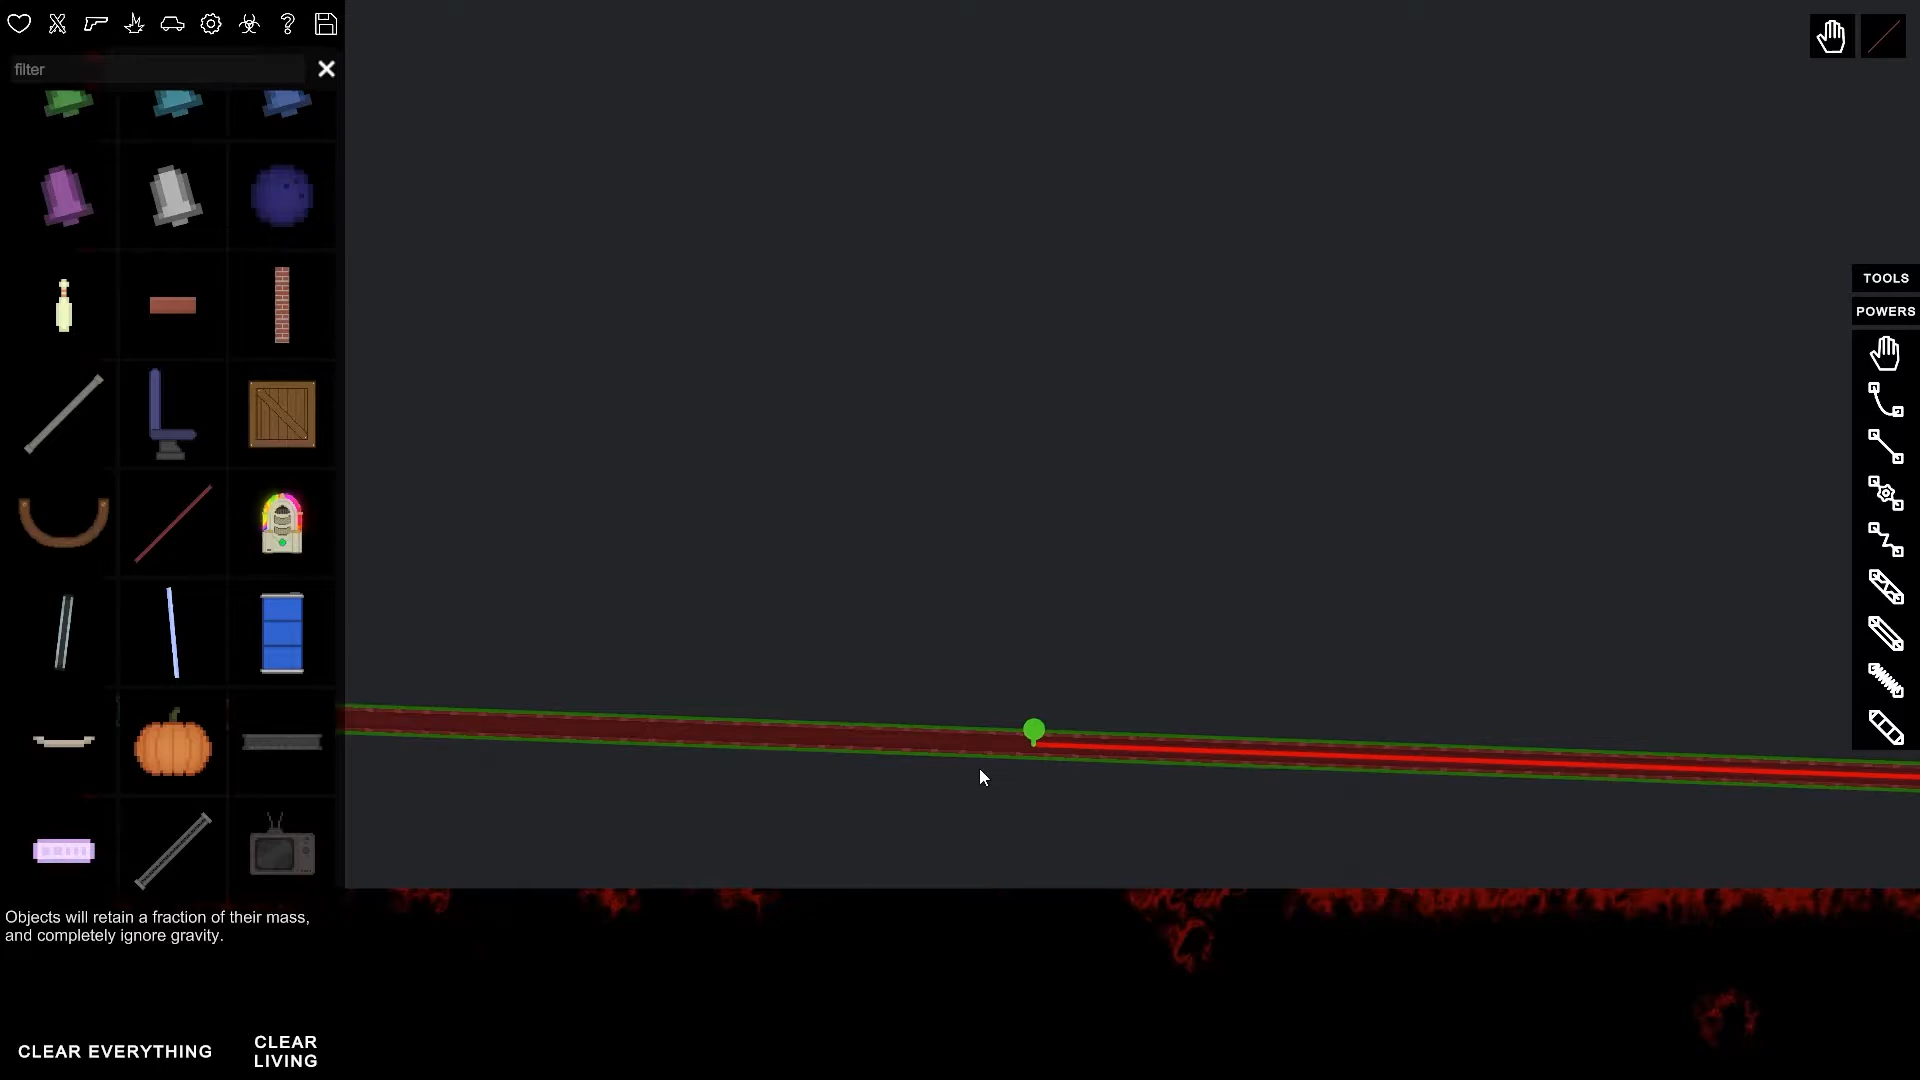 filter
TOOLS
POWERS
Objects will retain a fraction of their mass,
and completely ignore gravity.
CLEAR EVERYTHING
CLEAR
LIVING